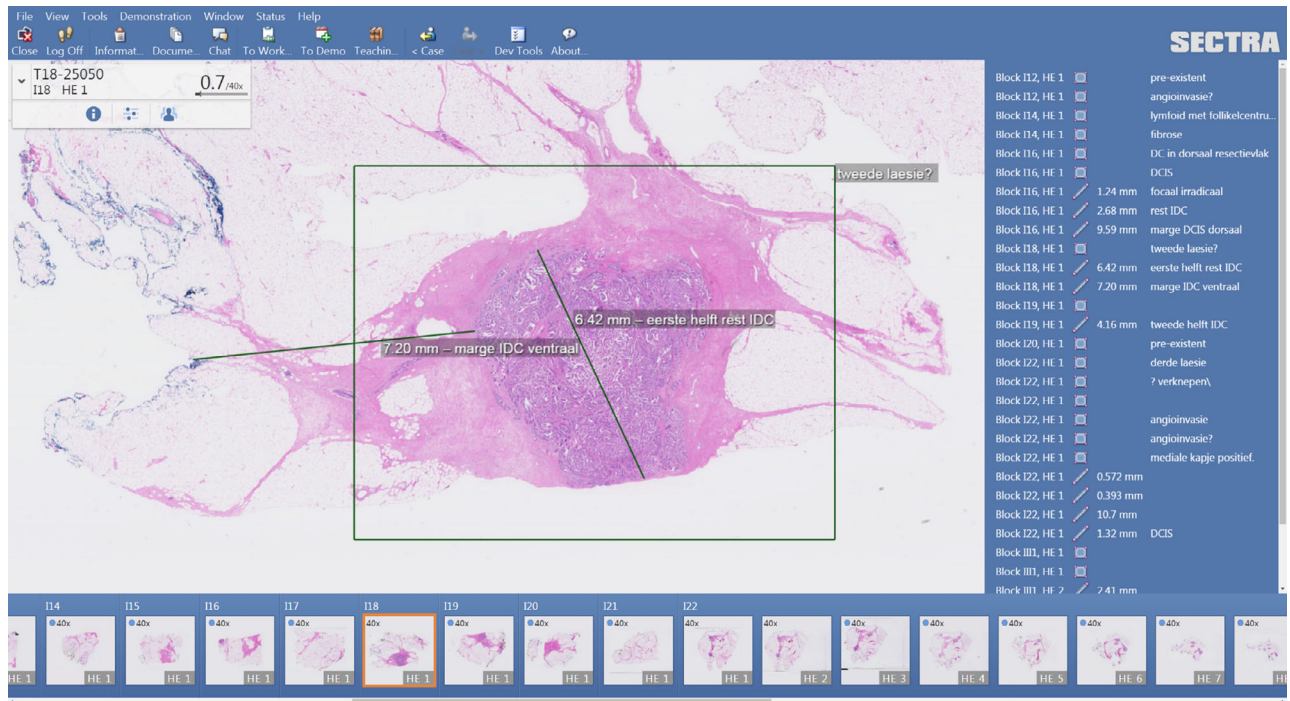 File View Tools Demonstration Window Status Help
Close Log Off Informat... Docume... Chat To Work... To Demo Teachin... < Case Dev Tools About...
SECTRA
T18-25050
I18 HE 1
0.7/40x
tweede laesie?
6.42 mm – eerste helft rest IDC
7.20 mm – marge IDC ventraal
Block I12, HE 1 pre-existent
Block I12, HE 1 angioinvasie?
Block I14, HE 1 lymfoid met follikelcentru...
Block I14, HE 1 fibrose
Block I16, HE 1 DC in dorsaal resectievlak
Block I16, HE 1 DCIS
Block I16, HE 1 1.24 mm focaal irradicaal
Block I16, HE 1 2.68 mm rest IDC
Block I16, HE 1 9.59 mm marge DCIS dorsaal
Block I18, HE 1 tweede laesie?
Block I18, HE 1 6.42 mm eerste helft rest IDC
Block I18, HE 1 7.20 mm marge IDC ventraal
Block I19, HE 1
Block I19, HE 1 4.16 mm tweede helft IDC
Block I20, HE 1 pre-existent
Block I22, HE 1 derde laesie
Block I22, HE 1 ? verknepen\
Block I22, HE 1
Block I22, HE 1 angioinvasie
Block I22, HE 1 angioinvasie?
Block I22, HE 1 mediale kapje positief.
Block I22, HE 1 0.572 mm
Block I22, HE 1 0.393 mm
Block I22, HE 1 10.7 mm
Block I22, HE 1 1.32 mm DCIS
Block III1, HE 1
Block III1, HE 1
Block III1, HE 2 2.41 mm
I14 I15 I16 I17 I18 I19 I20 I21 I22
40x 40x 40x 40x 40x 40x 40x 40x 40x 40x 40x 40x 40x 40x 40x 40x
HE 1 HE 1 HE 1 HE 1 HE 1 HE 1 HE 1 HE 1 HE 1 HE 1 HE 2 HE 3 HE 4 HE 5 HE 6 HE 7